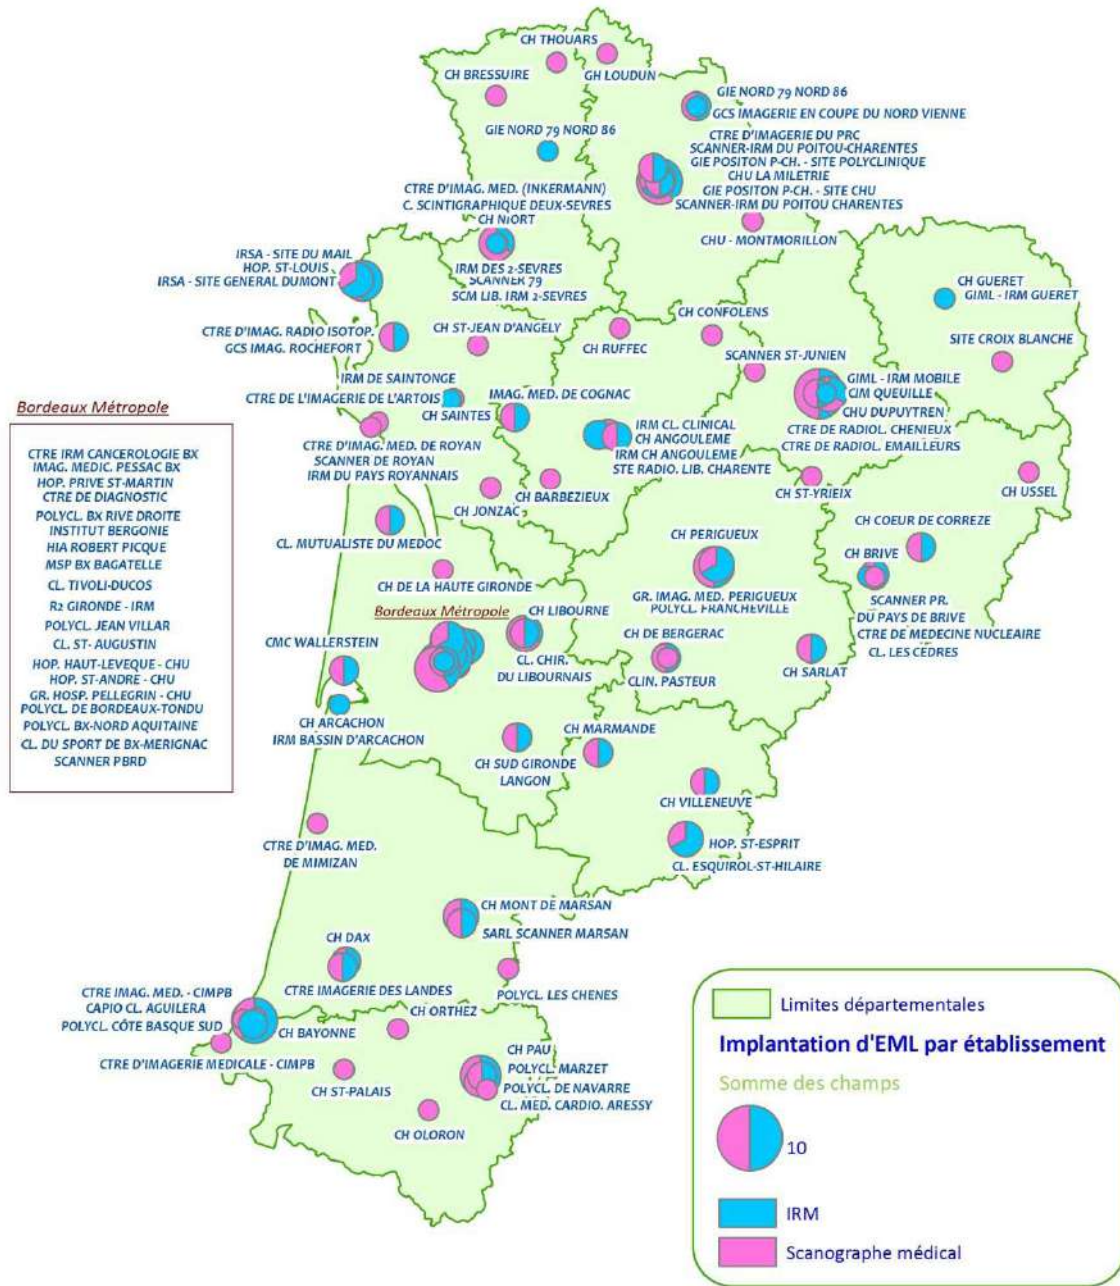 CH THOUARS
GH LOUDUN
CH BRESSUIRE
GIE NORD 79 NORD 86
GCS IMAGERIE EN COUPE DU NORD VIENNE
GIE NORD 79 NORD 86
CTRE D'IMAGERIE DU PRC
SCANNER-IRM DU POITOU-CHARENTES
GIE POSITON P-CH. - SITE POLYCLINIQUE
CHU LA MILETRIE
GIE POSITON P-CH. - SITE CHU
SCANNER-IRM DU POITOU CHARENTES
CTRE D'IMAG. MED. (INKERMANN)
C. SCINTIGRAPHIQUE DEUX-SEVRES
CH NIORT
CHU - MONTMORILLON
IRM DES 2-SEVRES
SCANNER 79
SCM LIB. IRM 2-SEVRES
IRSA - SITE DU MAIL
HOP. ST-LOUIS
IRSA - SITE GENERAL DUMONT
CH GUERET
GIML - IRM GUERET
CTRE D'IMAG. RADIO ISOTOP.
GCS IMAG. ROCHEFORT
CH ST-JEAN D'ANGELY
CH RUFFEC
CH CONFOLENS
SITE CROIX BLANCHE
SCANNER ST-JUNIEN
IRM DE SAINTONGE
CTRE DE L'IMAGERIE DE L'ARTOIS
CH SAINTES
IMAG. MED. DE COGNAC
GIML - IRM MOBILE
CIM QUEUILLE
CHU DUPUYTREN
CTRE DE RADIOL. CHENIEUX
CTRE DE RADIOL. EMAILLEURS
IRM CL. CLINICAL
CH ANGOULEME
IRM CH ANGOULEME
STE RADIO. LIB. CHARENTE
CTRE D'IMAG. MED. DE ROYAN
SCANNER DE ROYAN
IRM DU PAYS ROYANNAIS
CH JONZAC
CH BARBEZIEUX
CH ST-YRIEIX
CH USSEL
Bordeaux Métropole
CTRE IRM CANCEROLOGIE BX
IMAG. MEDIC. PESSAC BX
HOP. PRIVE ST-MARTIN
CTRE DE DIAGNOSTIC
POLYCL. BX RIVE DROITE
INSTITUT BERGONIE
HIA ROBERT PICQUE
MSP BX BAGATELLE
CL. TIVOLI-DUCOS
R2 GIRONDE - IRM
POLYCL. JEAN VILLAR
CL. ST- AUGUSTIN
HOP. HAUT-LEVEQUE - CHU
HOP. ST-ANDRE - CHU
GR. HOSP. PELLEGRIN - CHU
POLYCL. DE BORDEAUX-TONDU
POLYCL. BX-NORD AQUITAINE
CL. DU SPORT DE BX-MERIGNAC
SCANNER PBRD
CL. MUTUALISTE DU MEDOC
CH DE LA HAUTE GIRONDE
CH PERIGUEUX
GR. IMAG. MED. PERIGUEUX
POLYCL. FRANCHEVILLE
CH COEUR DE CORREZE
CH BRIVE
SCANNER PR.
DU PAYS DE BRIVE
CTRE DE MEDECINE NUCLEAIRE
CL. LES CEDRES
Bordeaux Métropole
CH LIBOURNE
CL. CHIR.
DU LIBOURNAIS
CH DE BERGERAC
CLIN. PASTEUR
CH SARLAT
CMC WALLERSTEIN
CH ARCACHON
IRM BASSIN D'ARCACHON
CH SUD GIRONDE
LANGON
CH MARMANDE
CH VILLENEUVE
HOP. ST-ESPRIT
CL. ESQUIROL-ST-HILAIRE
CTRE D'IMAG. MED.
DE MIMIZAN
CH MONT DE MARSAN
SARL SCANNER MARSAN
CH DAX
CTRE IMAGERIE DES LANDES
POLYCL. LES CHENES
CTRE IMAG. MED. - CIMPB
CAPIO CL. AGUILERA
POLYCL. CÔTE BASQUE SUD
CH BAYONNE
CTRE D'IMAGERIE MEDICALE - CIMPB
CH ORTHEZ
CH ST-PALAIS
CH OLORON
CH PAU
POLYCL. MARZET
POLYCL. DE NAVARRE
CL. MED. CARDIO. ARESSY
Limites départementales
Implantation d'EML par établissement
Somme des champs
10
IRM
Scanographe médical